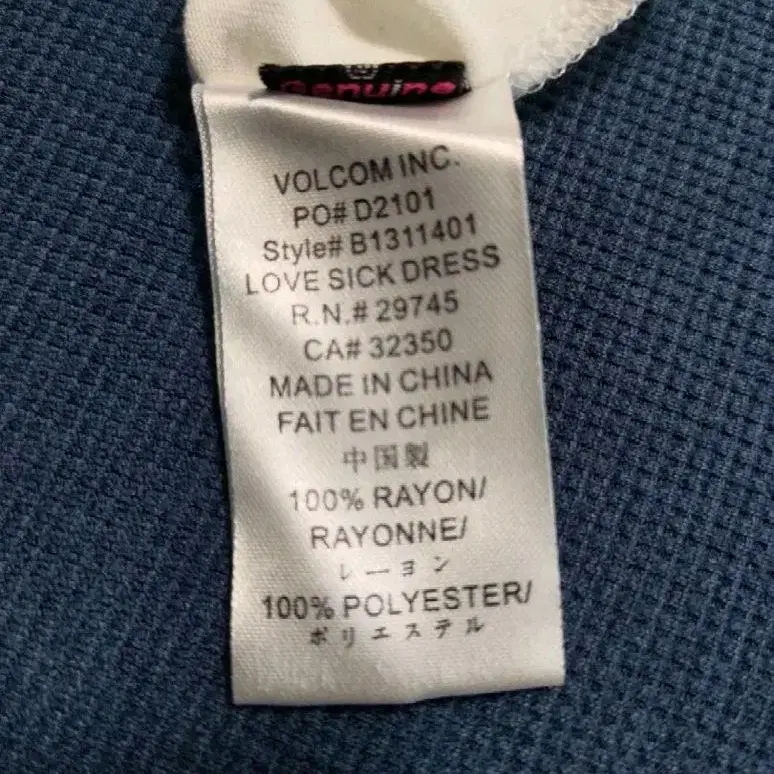 Genuine
VOLCOM INC.
PO# D2101
Style# B1311401
LOVE SICK DRESS
R.N.# 29745
CA# 32350
MADE IN CHINA
FAIT EN CHINE
中国製
100% RAYON/
RAYONNE/
レーヨン
100% POLYESTER/
ポリエステル